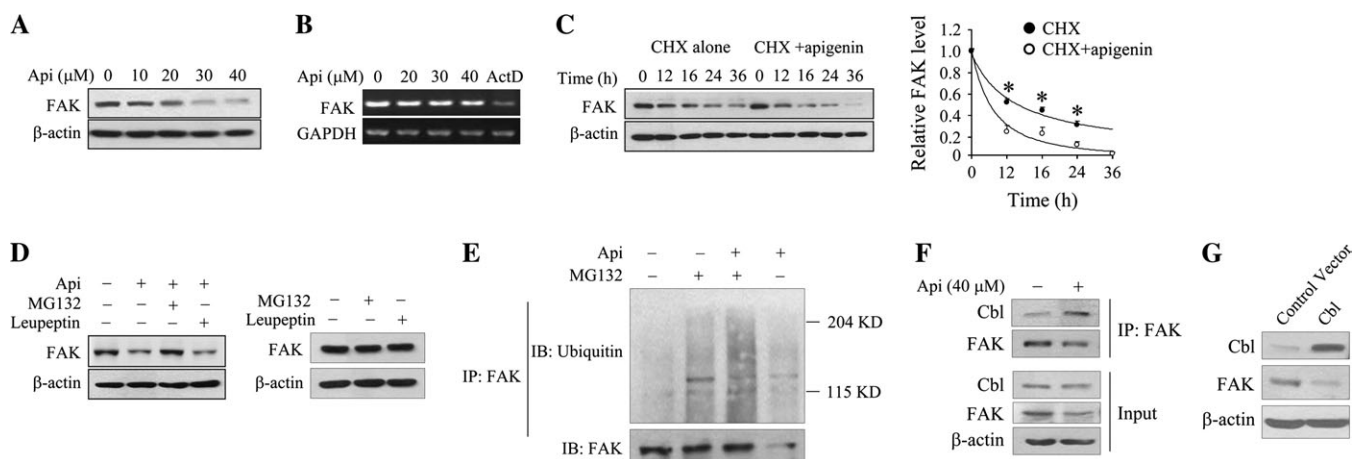 A
Api (μM) 0 10 20 30 40
FAK
β-actin
B
Api (μM) 0 20 30 40 ActD
FAK
GAPDH
C
CHX alone CHX +apigenin
Time (h) 0 12 16 24 36 0 12 16 24 36
FAK
β-actin
Relative FAK level
1.2
1.0
0.8
0.6
0.4
0.2
0
● CHX
○ CHX+apigenin
* * *
0 12 16 24 36
Time (h)
D
Api – + + +
MG132 – – + –
Leupeptin – – – +
FAK
β-actin
MG132 – + –
Leupeptin – – +
FAK
β-actin
E
Api – – + +
MG132 – + + –
IP: FAK
IB: Ubiquitin
204 KD
115 KD
IB: FAK
F
Api (40 μM) – +
Cbl
FAK
IP: FAK
Cbl
FAK
β-actin
Input
G
Control Vector
Cbl
Cbl
FAK
β-actin